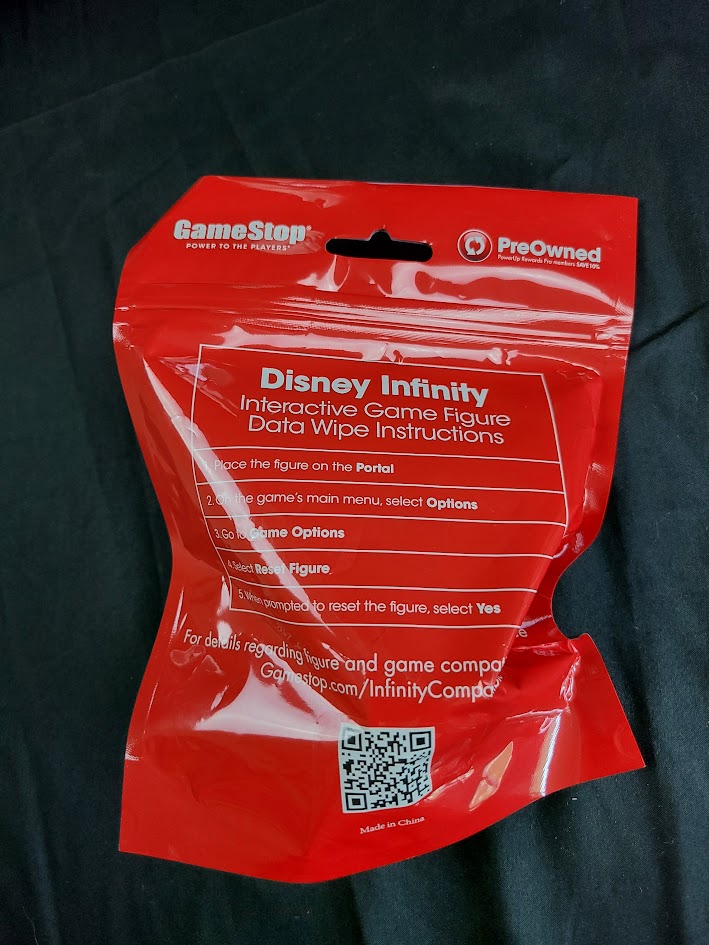 GameStop
POWER TO THE PLAYERS®
PreOwned
PowerUp Rewards Pro members SAVE 10%
Disney Infinity
Interactive Game Figure
Data Wipe Instructions
1. Place the figure on the Portal
2. On the game's main menu, select Options
3. Go to Game Options
4. Select Reset Figure
5. When prompted to reset the figure, select Yes
For details regarding figure and game compa
Gamestop.com/InfinityCompa
Made in China